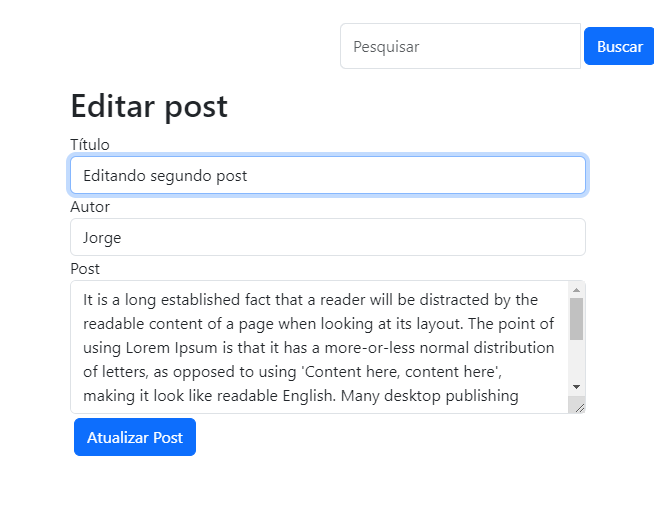 Pesquisar
Buscar
Editar post
Título
Editando segundo post
Autor
Jorge
Post
It is a long established fact that a reader will be distracted by the
readable content of a page when looking at its layout. The point of
using Lorem Ipsum is that it has a more-or-less normal distribution
of letters, as opposed to using 'Content here, content here',
making it look like readable English. Many desktop publishing
Atualizar Post